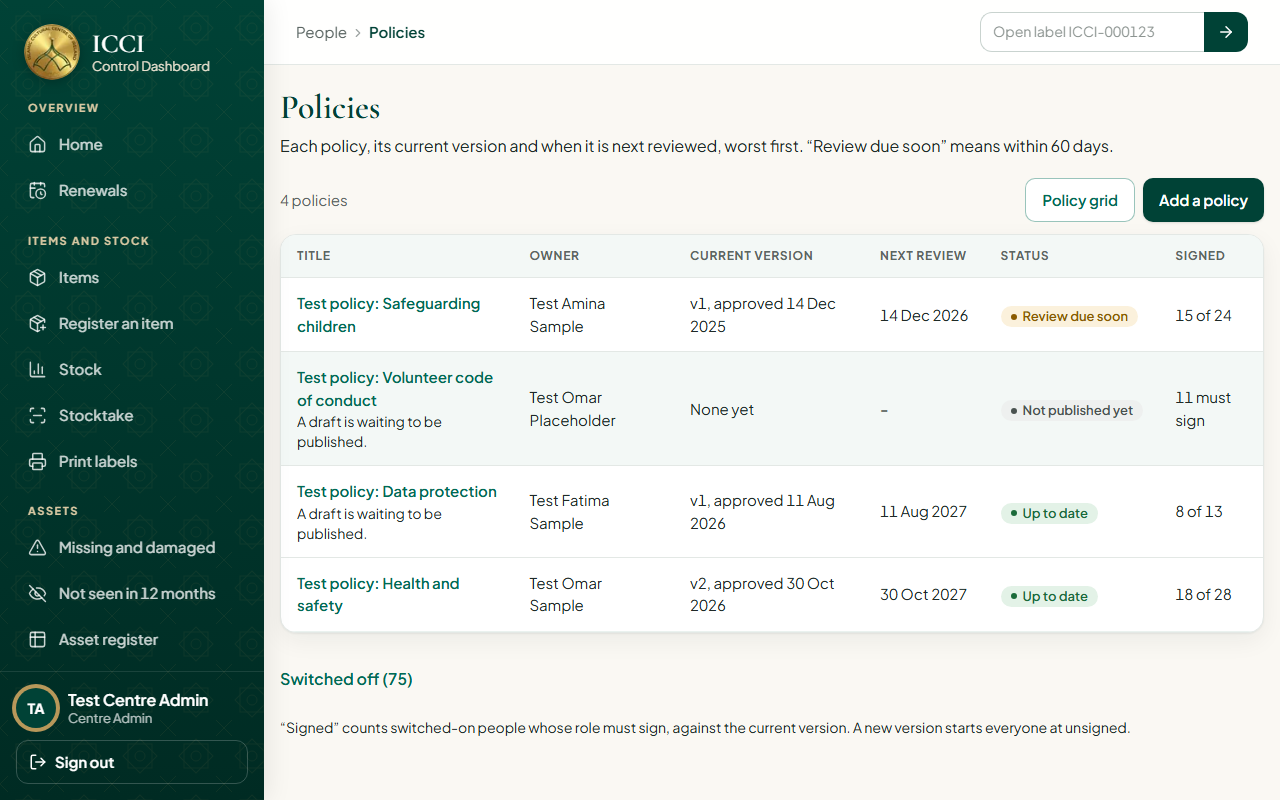 ICCI
Control Dashboard
OVERVIEW
Home
Renewals
ITEMS AND STOCK
Items
Register an item
Stock
Stocktake
Print labels
ASSETS
Missing and damaged
Not seen in 12 months
Asset register
TA
Test Centre Admin
Centre Admin
Sign out
People › Policies
Open label ICCI-000123
Policies
Each policy, its current version and when it is next reviewed, worst first. “Review due soon” means within 60 days.
4 policies
Policy grid
Add a policy
TITLE OWNER CURRENT VERSION NEXT REVIEW STATUS SIGNED
Test policy: Safeguarding
children
Test Amina
Sample
v1, approved 14 Dec
2025
14 Dec 2026
Review due soon
15 of 24
Test policy: Volunteer code
of conduct
A draft is waiting to be
published.
Test Omar
Placeholder
None yet
–
Not published yet
11 must
sign
Test policy: Data protection
A draft is waiting to be
published.
Test Fatima
Sample
v1, approved 11 Aug
2026
11 Aug 2027
Up to date
8 of 13
Test policy: Health and
safety
Test Omar
Sample
v2, approved 30 Oct
2026
30 Oct 2027
Up to date
18 of 28
Switched off (75)
“Signed” counts switched-on people whose role must sign, against the current version. A new version starts everyone at unsigned.